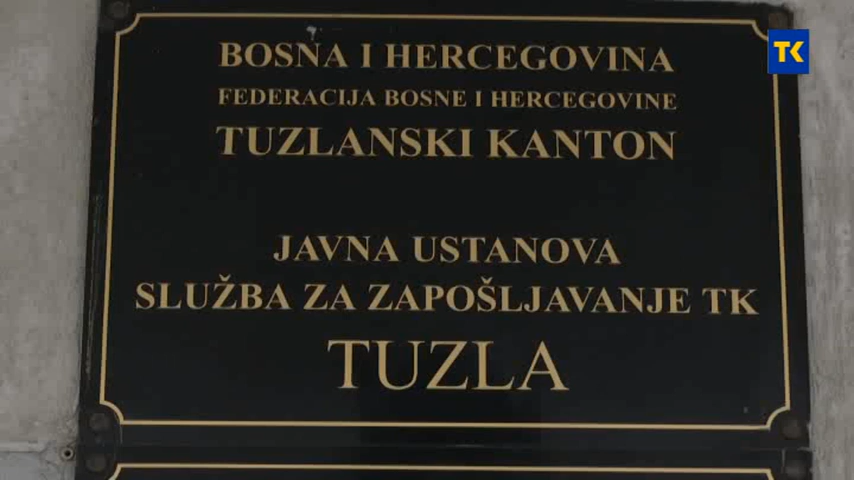 BOSNA I HERCEGOVINA
TK
FEDERACIJA BOSNE I HERCEGOVINE
TUZLANSKI KANTON
JAVNA USTANOVA
SLUŽBA ZA ZAPOŠLJAVANJE TK
TUZLA